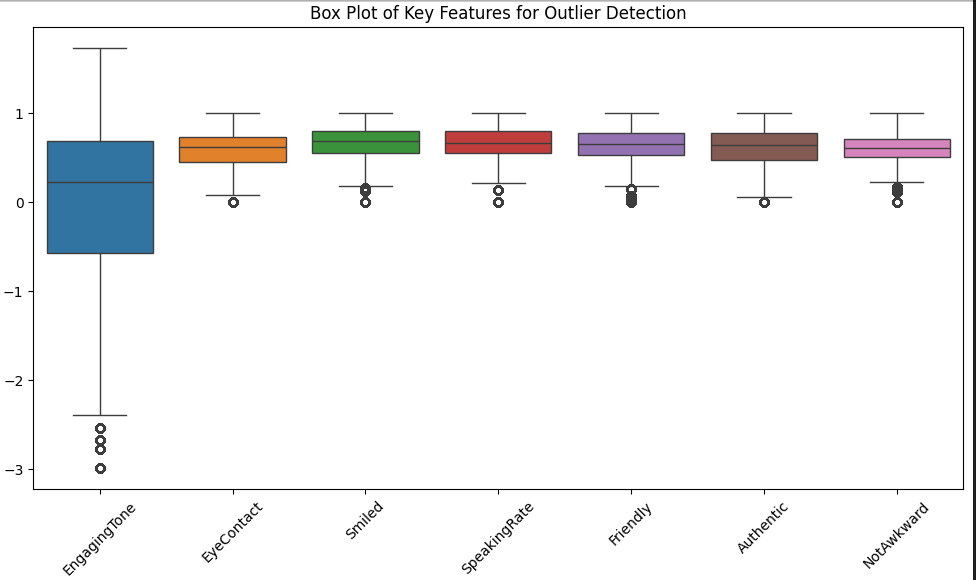 Box Plot of Key Features for Outlier Detection
1
0
−1
−2
−3
EngagingTone
EyeContact
Smiled
SpeakingRate
Friendly
Authentic
NotAwkward